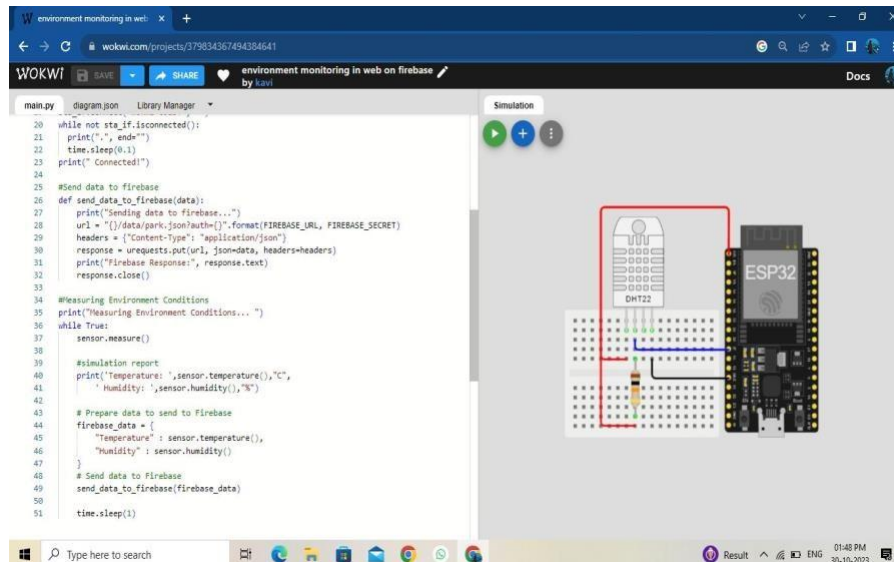 environment monitoring in web
wokwi.com/projects/379834367494384641
WOKWI SAVE SHARE environment monitoring in web on firebase
by kavi
Docs
main.py diagram.json Library Manager
Simulation
20 while not sta_if.isconnected():
21 print(".", end="")
22 time.sleep(0.1)
23 print(" Connected!")
24
25 #Send data to firebase
26 def send_data_to_firebase(data):
27 print("Sending data to firebase...")
28 url = "{}/data/park.json?auth={}".format(FIREBASE_URL, FIREBASE_SECRET)
29 headers = {"Content-Type": "application/json"}
30 response = urequests.put(url, json=data, headers=headers)
31 print("Firebase Response:", response.text)
32 response.close()
33
34 #Measuring Environment Conditions
35 print("Measuring Environment Conditions... ")
36 while True:
37 sensor.measure()
38
39 #simulation report
40 print('Temperature: ',sensor.temperature(),"C",
41 ' Humidity: ',sensor.humidity(),"%")
42
43 # Prepare data to send to Firebase
44 firebase_data = {
45 "Temperature" : sensor.temperature(),
46 "Humidity" : sensor.humidity()
47 }
48 # Send data to Firebase
49 send_data_to_firebase(firebase_data)
50
51 time.sleep(1)
DHT22
ESP32
Type here to search
Result
ENG
01:48 PM
30-10-2023